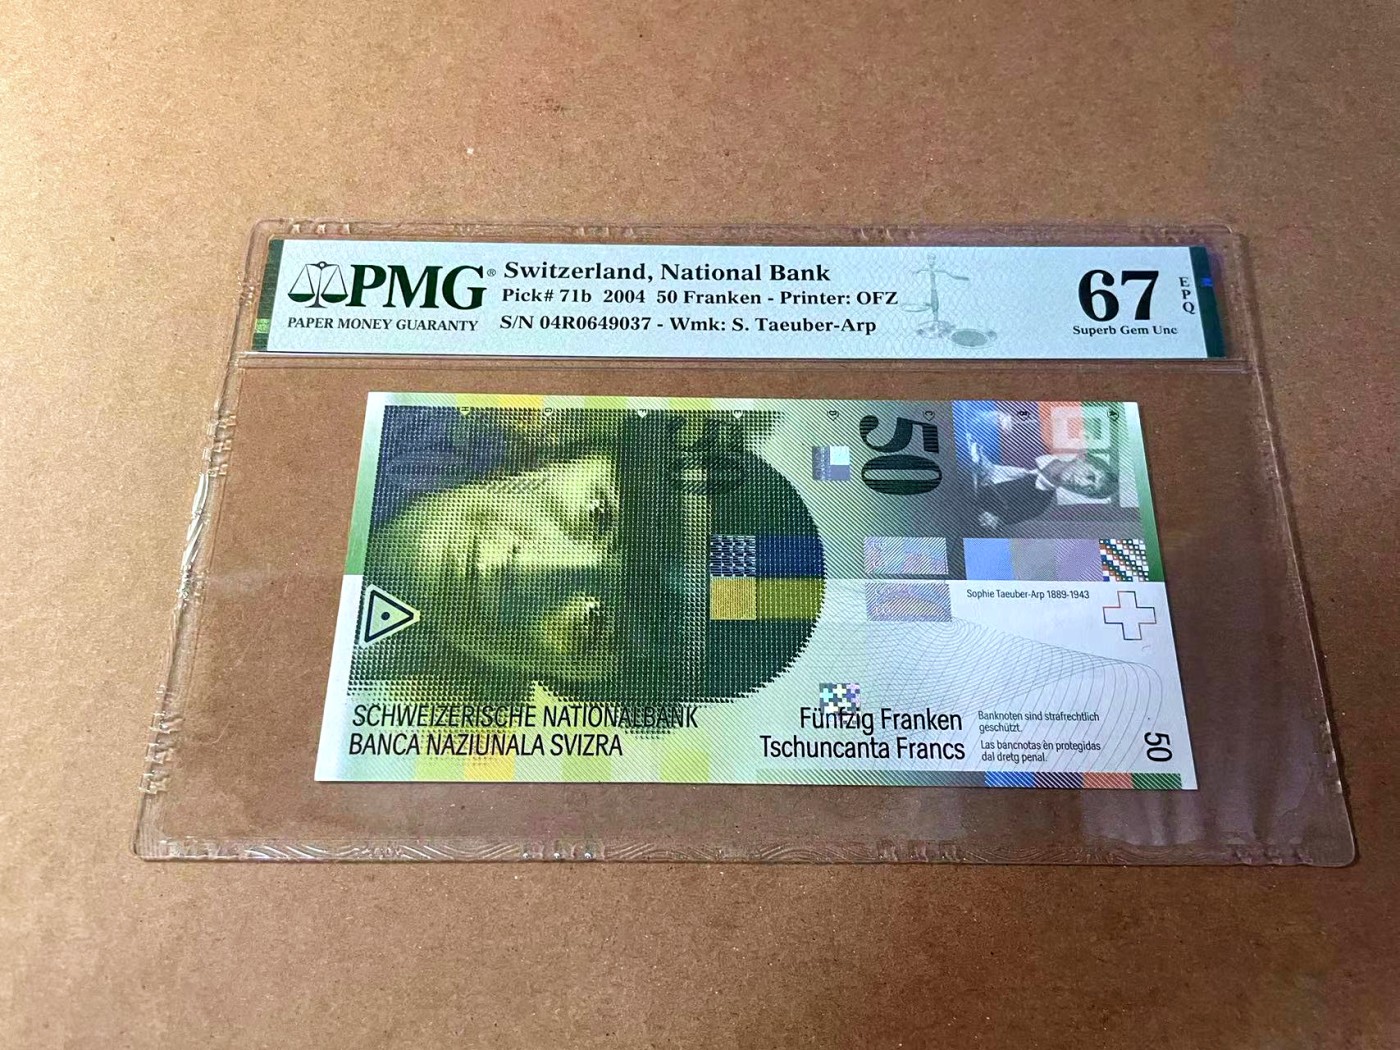 PMG®
PAPER MONEY GUARANTY
Switzerland, National Bank
Pick# 71b 2004 50 Franken - Printer: OFZ
S/N 04R0649037 - Wmk: S. Taeuber-Arp
67
EPQ
Superb Gem Unc
50
Sophie Taeuber-Arp 1889-1943
SCHWEIZERISCHE NATIONALBANK
BANCA NAZIUNALA SVIZRA
Fünfzig Franken
Tschuncanta Francs
Banknoten sind strafrechtlich
geschützt.
Las bancnotas èn protegidas
dal dretg penal.
50